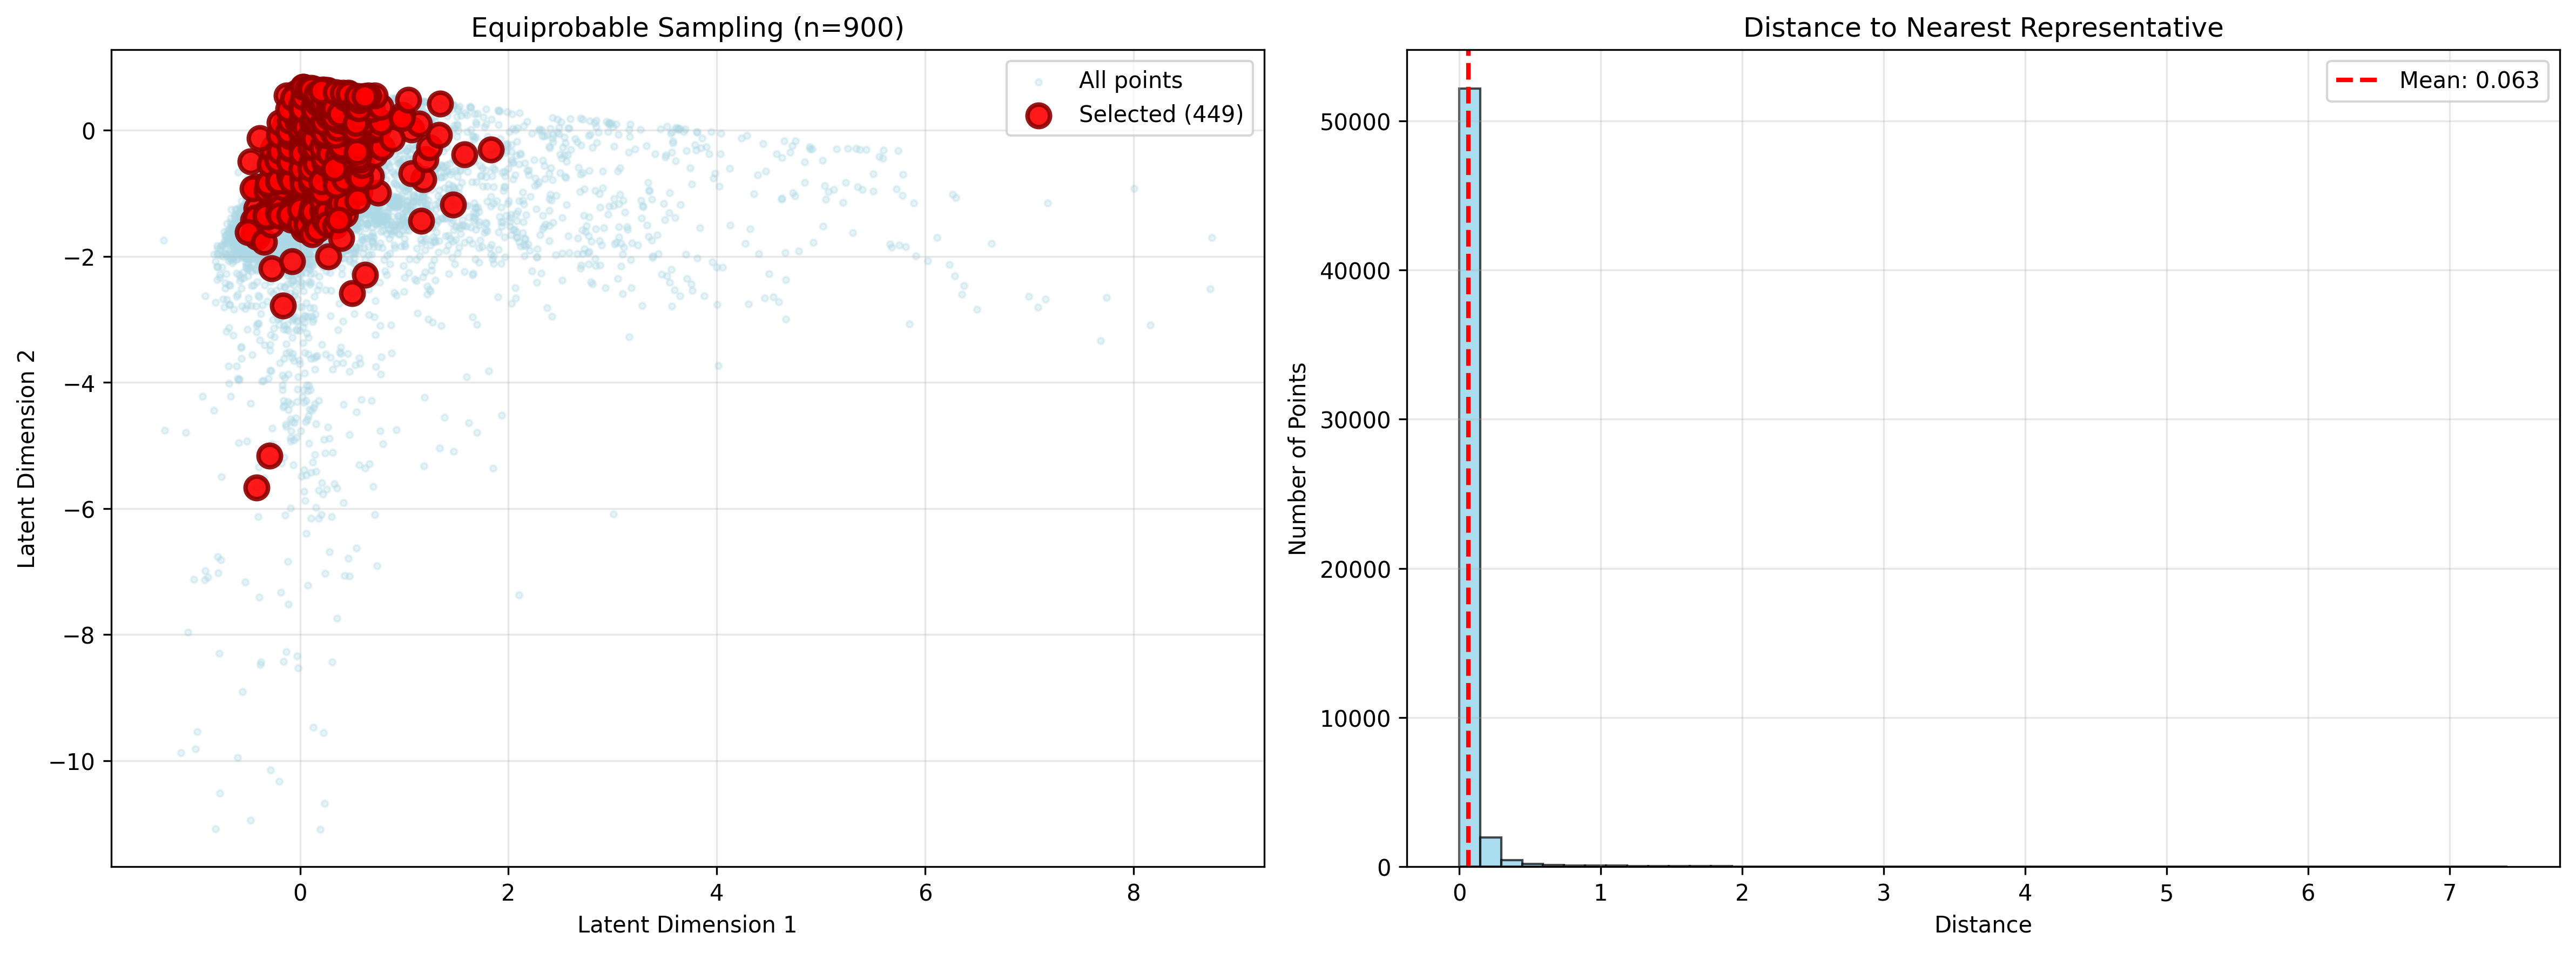 Equiprobable Sampling (n=900)
All points
Selected (449)
0
−2
−4
−6
−8
−10
Latent Dimension 2
0
2
4
6
8
Latent Dimension 1
Distance to Nearest Representative
Mean: 0.063
50000
40000
30000
20000
10000
0
Number of Points
0
1
2
3
4
5
6
7
Distance